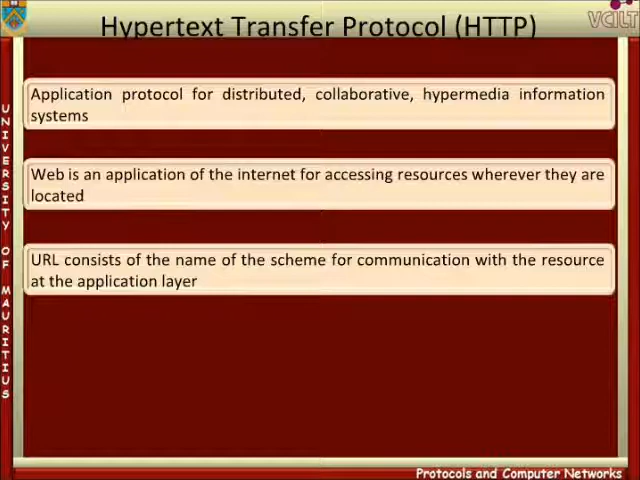 Hypertext Transfer Protocol (HTTP)
VCILT
Application protocol for distributed, collaborative, hypermedia information
systems
Web is an application of the internet for accessing resources wherever they are
located
URL consists of the name of the scheme for communication with the resource
at the application layer
UNIVERSITY OF MAURITIUS
Protocols and Computer Networks